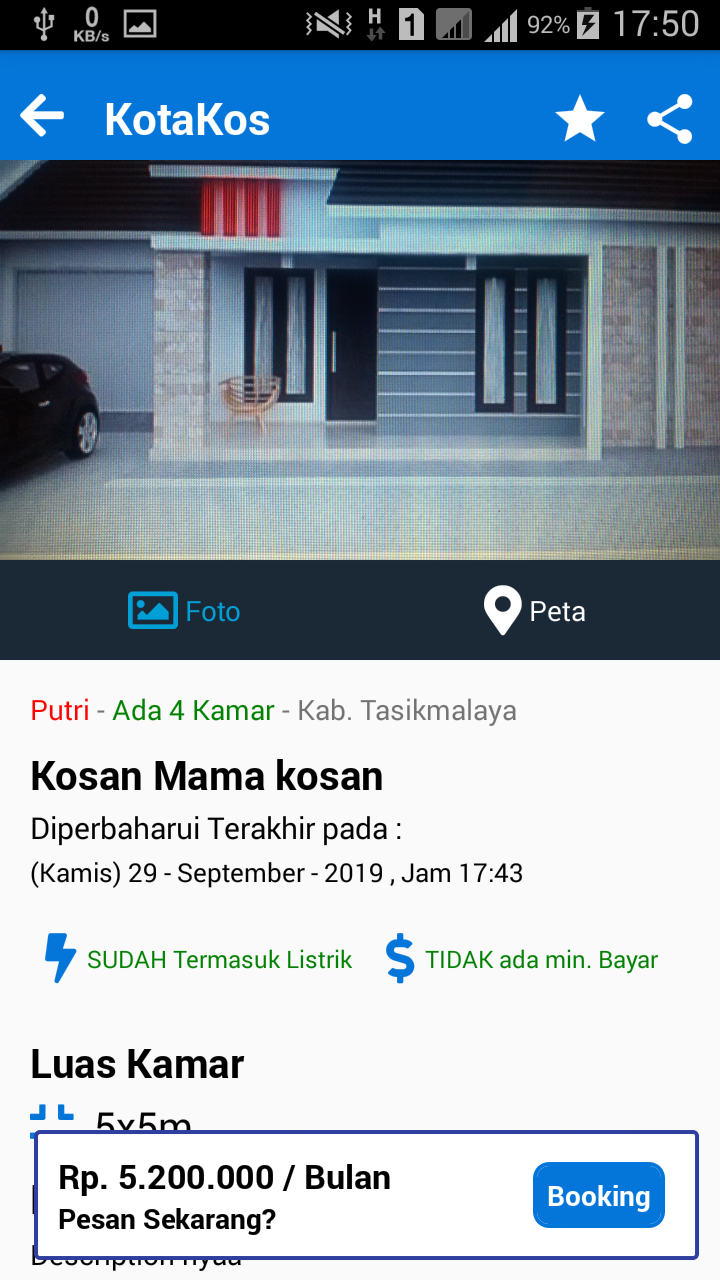 0
KB/s
H
1
92%
17:50
KotaKos
Foto
Peta
Putri - Ada 4 Kamar - Kab. Tasikmalaya
Kosan Mama kosan
Diperbaharui Terakhir pada :
(Kamis) 29 - September - 2019 , Jam 17:43
SUDAH Termasuk Listrik
TIDAK ada min. Bayar
Luas Kamar
5x5m
Rp. 5.200.000 / Bulan
Pesan Sekarang?
Booking
Description nyaa